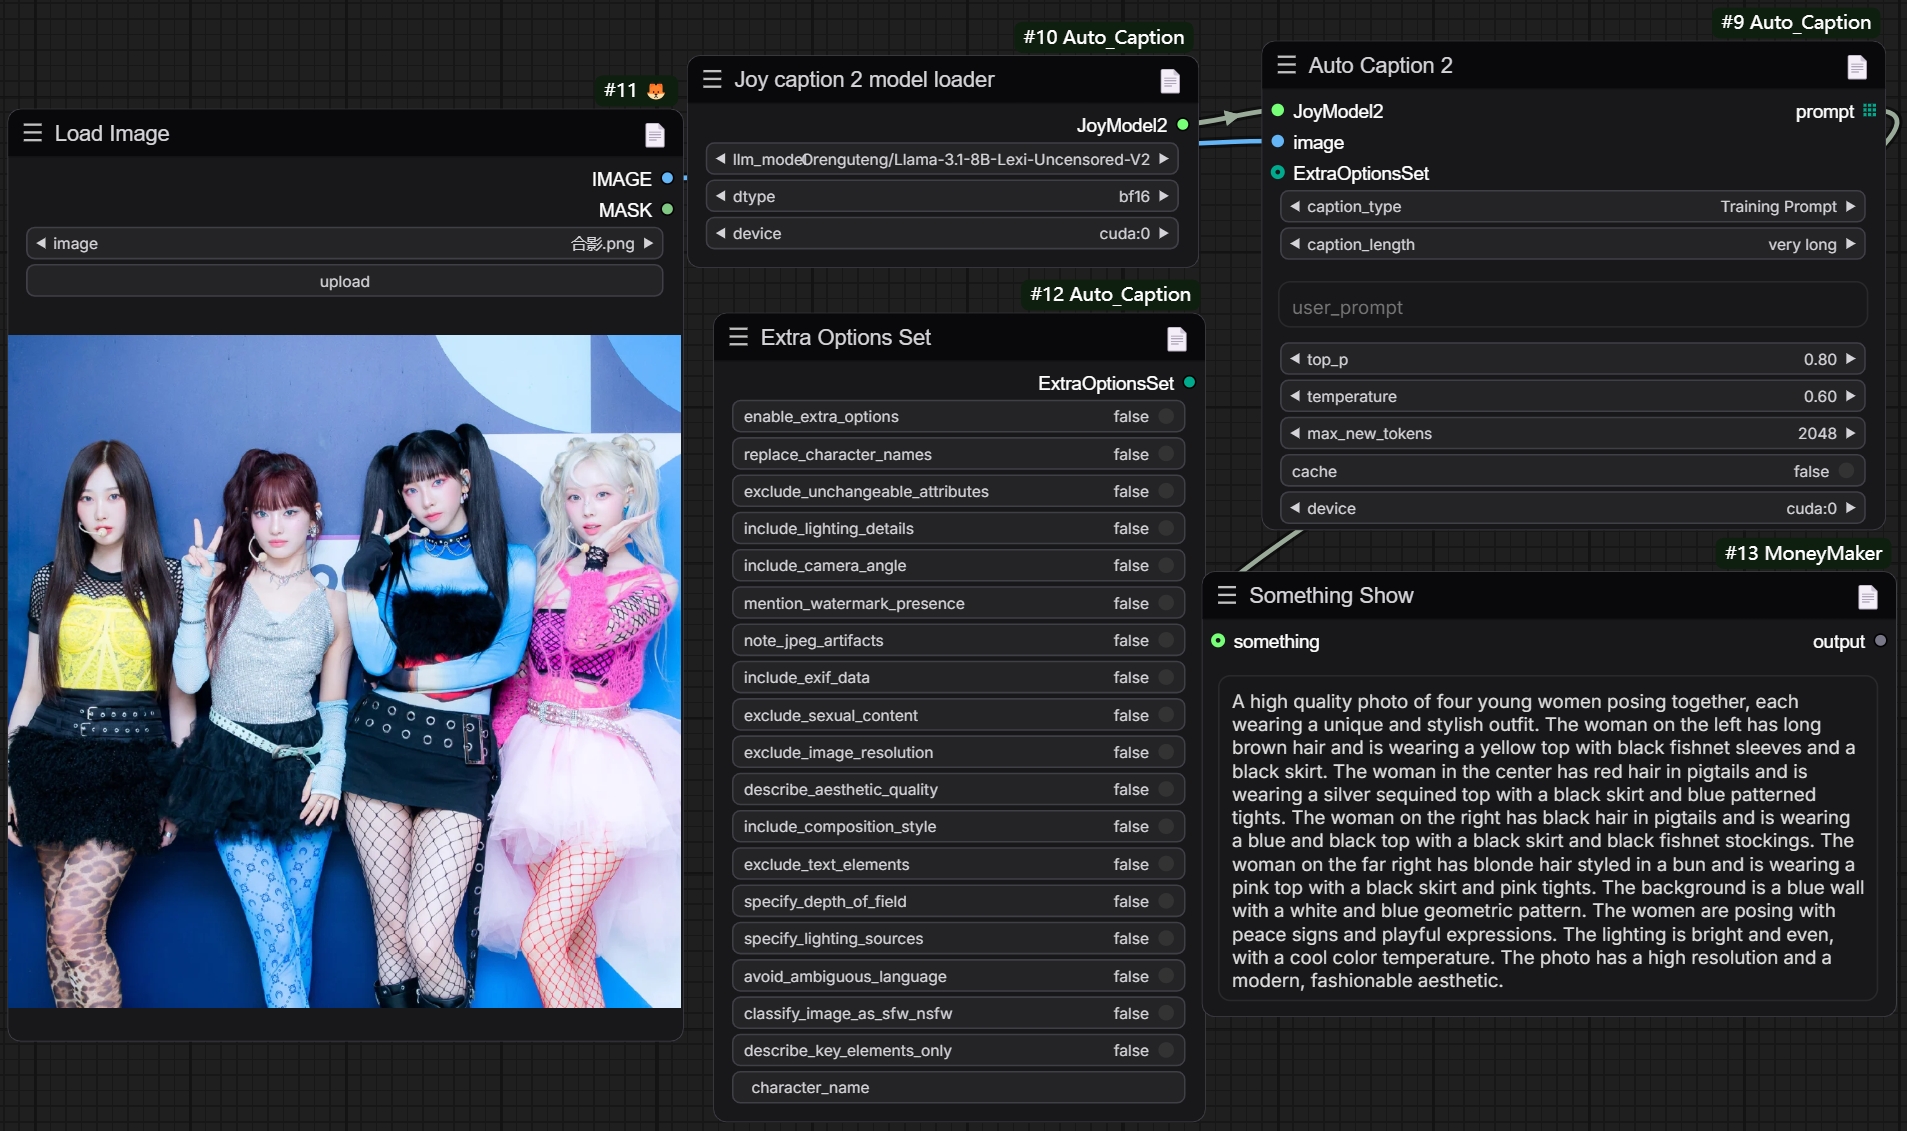 #11
Load Image
IMAGE
MASK
image 合影.png
upload
#10 Auto_Caption
Joy caption 2 model loader
JoyModel2
llm_model Orenguteng/Llama-3.1-8B-Lexi-Uncensored-V2
dtype bf16
device cuda:0
#12 Auto_Caption
Extra Options Set
ExtraOptionsSet
enable_extra_options false
replace_character_names false
exclude_unchangeable_attributes false
include_lighting_details false
include_camera_angle false
mention_watermark_presence false
note_jpeg_artifacts false
include_exif_data false
exclude_sexual_content false
exclude_image_resolution false
describe_aesthetic_quality false
include_composition_style false
exclude_text_elements false
specify_depth_of_field false
specify_lighting_sources false
avoid_ambiguous_language false
classify_image_as_sfw_nsfw false
describe_key_elements_only false
character_name
#9 Auto_Caption
Auto Caption 2
JoyModel2 prompt
image
ExtraOptionsSet
caption_type Training Prompt
caption_length very long
user_prompt
top_p 0.80
temperature 0.60
max_new_tokens 2048
cache false
device cuda:0
#13 MoneyMaker
Something Show
something output
A high quality photo of four young women posing together, each
wearing a unique and stylish outfit. The woman on the left has long
brown hair and is wearing a yellow top with black fishnet sleeves and a
black skirt. The woman in the center has red hair in pigtails and is
wearing a silver sequined top with a black skirt and blue patterned
tights. The woman on the right has black hair in pigtails and is wearing
a blue and black top with a black skirt and black fishnet stockings. The
woman on the far right has blonde hair styled in a bun and is wearing a
pink top with a black skirt and pink tights. The background is a blue wall
with a white and blue geometric pattern. The women are posing with
peace signs and playful expressions. The lighting is bright and even,
with a cool color temperature. The photo has a high resolution and a
modern, fashionable aesthetic.